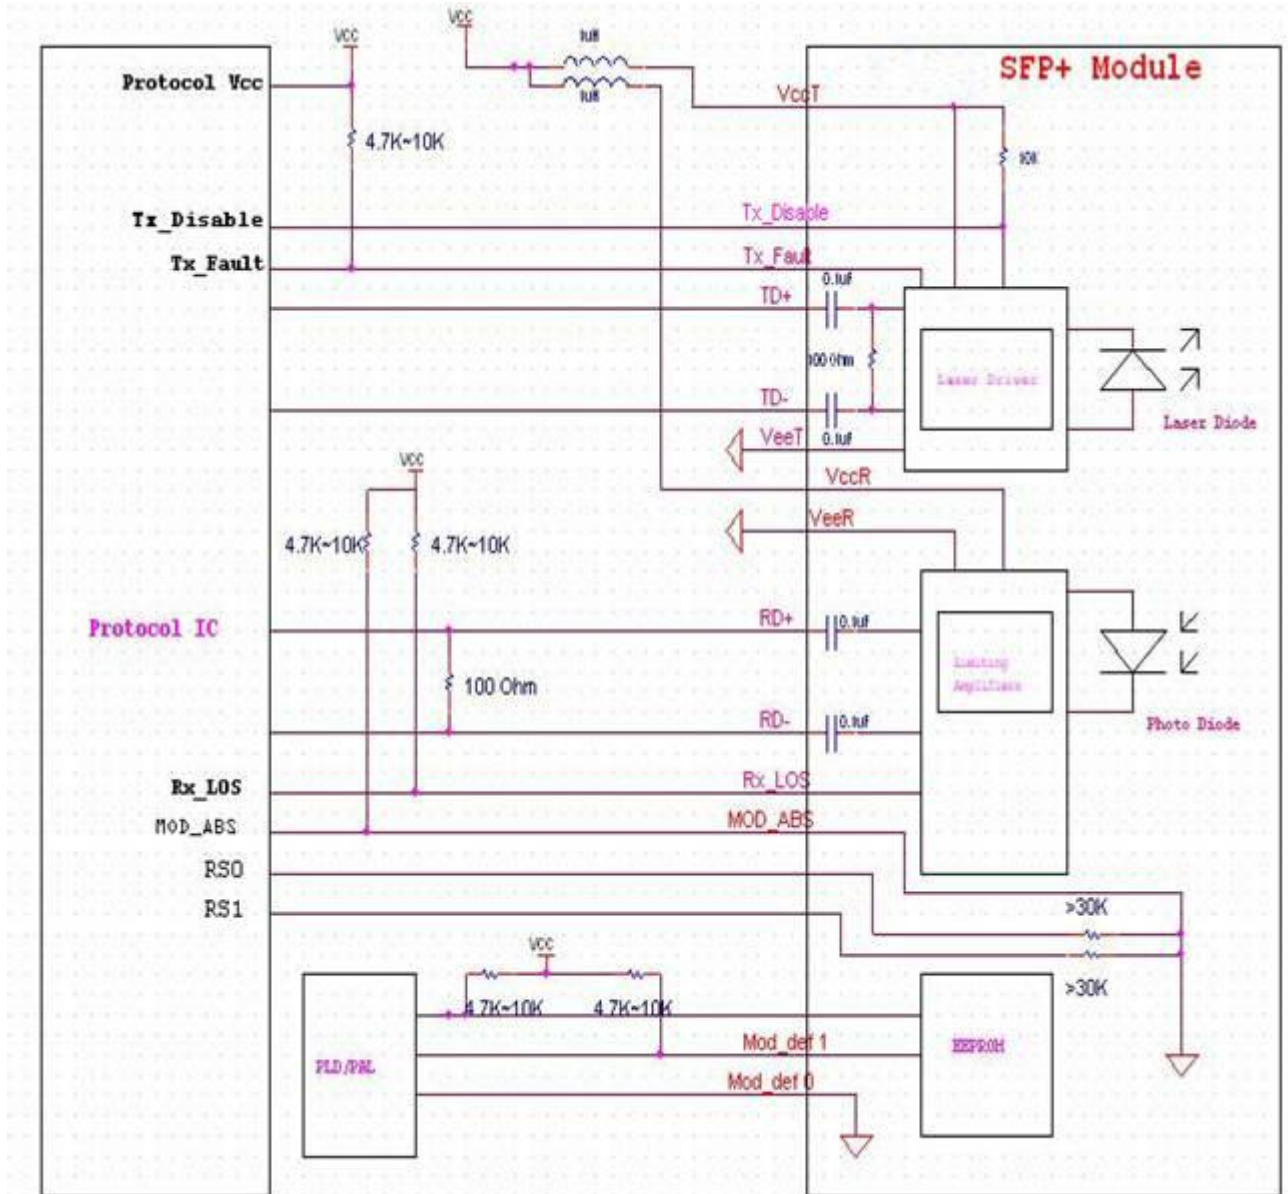 Vcc
Vcc
1uH
1uH
SFP+ Module
Protocol Vcc
VccT
4.7K~10K
10K
Tx_Disable
Tx_Disable
Tx_Fault
Tx_Fault
0.1uf
TD+
100 Ohm
Laser Driver
TD-
0.1uf
Laser Diode
VeeT
Vcc
VccR
VeeR
4.7K~10K
4.7K~10K
Protocol IC
RD+
0.1uf
Limiting
Amplifiers
100 Ohm
RD-
0.1uf
Photo Diode
Rx_LOS
Rx_LOS
MOD_ABS
MOD_ABS
RS0
RS1
>30K
Vcc
>30K
4.7K~10K
4.7K~10K
Mod_def 1
EEPROM
PLD/PAL
Mod_def 0